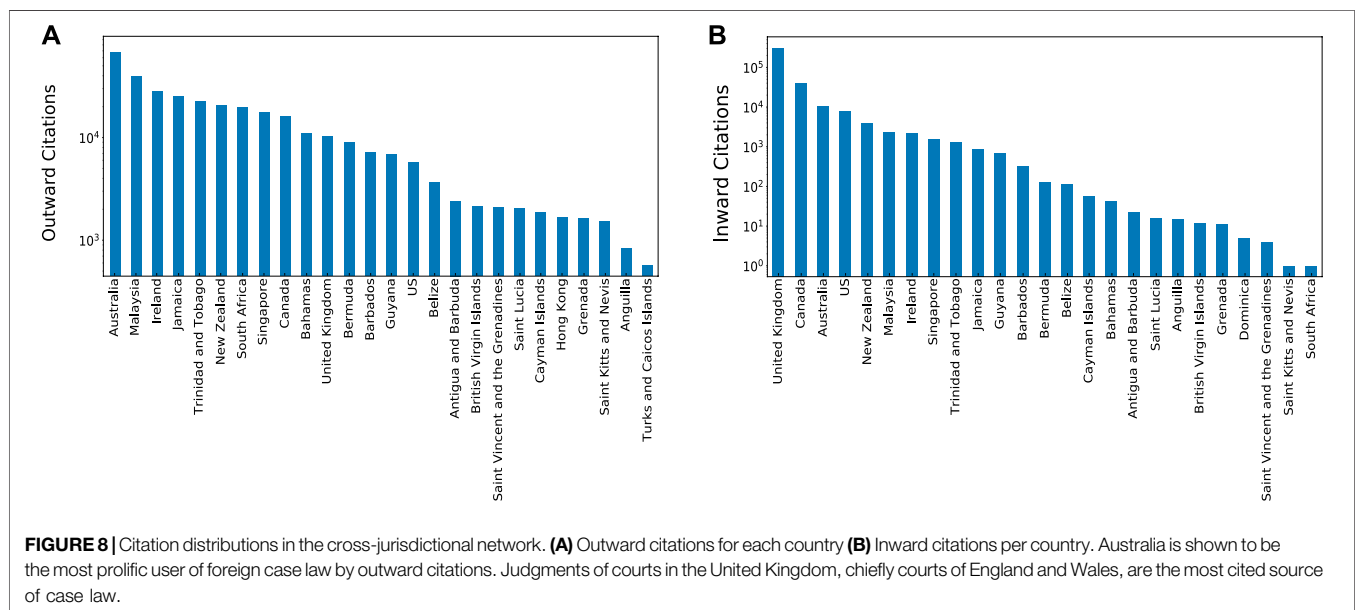 A
Outward Citations
10^4
10^3
Australia
Malaysia
Ireland
Jamaica
Trinidad and Tobago
New Zealand
South Africa
Singapore
Canada
Bahamas
United Kingdom
Bermuda
Barbados
Guyana
US
Belize
Antigua and Barbuda
British Virgin Islands
Saint Vincent and the Grenadines
Saint Lucia
Cayman Islands
Hong Kong
Grenada
Saint Kitts and Nevis
Anguilla
Turks and Caicos Islands
B
Inward Citations
10^5
10^4
10^3
10^2
10^1
10^0
United Kingdom
Canada
Australia
US
New Zealand
Malaysia
Ireland
Singapore
Trinidad and Tobago
Jamaica
Guyana
Barbados
Bermuda
Belize
Cayman Islands
Bahamas
Antigua and Barbuda
Saint Lucia
Anguilla
British Virgin Islands
Grenada
Dominica
Saint Vincent and the Grenadines
Saint Kitts and Nevis
South Africa
FIGURE 8 | Citation distributions in the cross-jurisdictional network. (A) Outward citations for each country (B) Inward citations per country. Australia is shown to be
the most prolific user of foreign case law by outward citations. Judgments of courts in the United Kingdom, chiefly courts of England and Wales, are the most cited source
of case law.